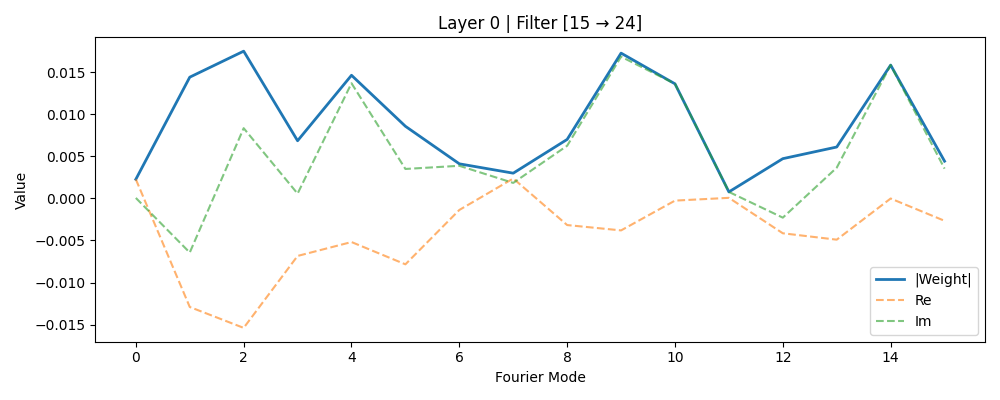 Layer 0 | Filter [15 → 24]
Value
0.015
0.010
0.005
0.000
−0.005
−0.010
−0.015
|Weight|
Re
Im
0 2 4 6 8 10 12 14
Fourier Mode